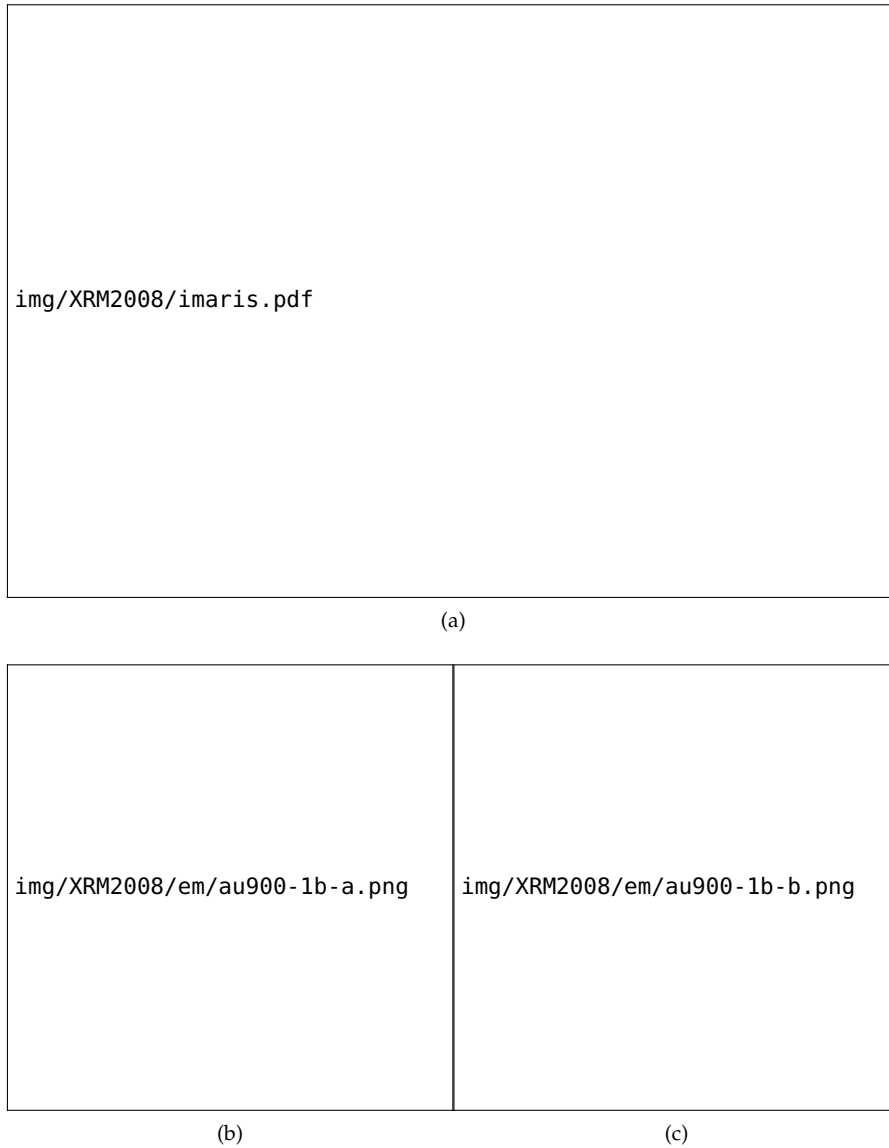 img/XRM2008/imaris.pdf
(a)
img/XRM2008/em/au900-1b-a.png
img/XRM2008/em/au900-1b-b.png
(b)
(c)